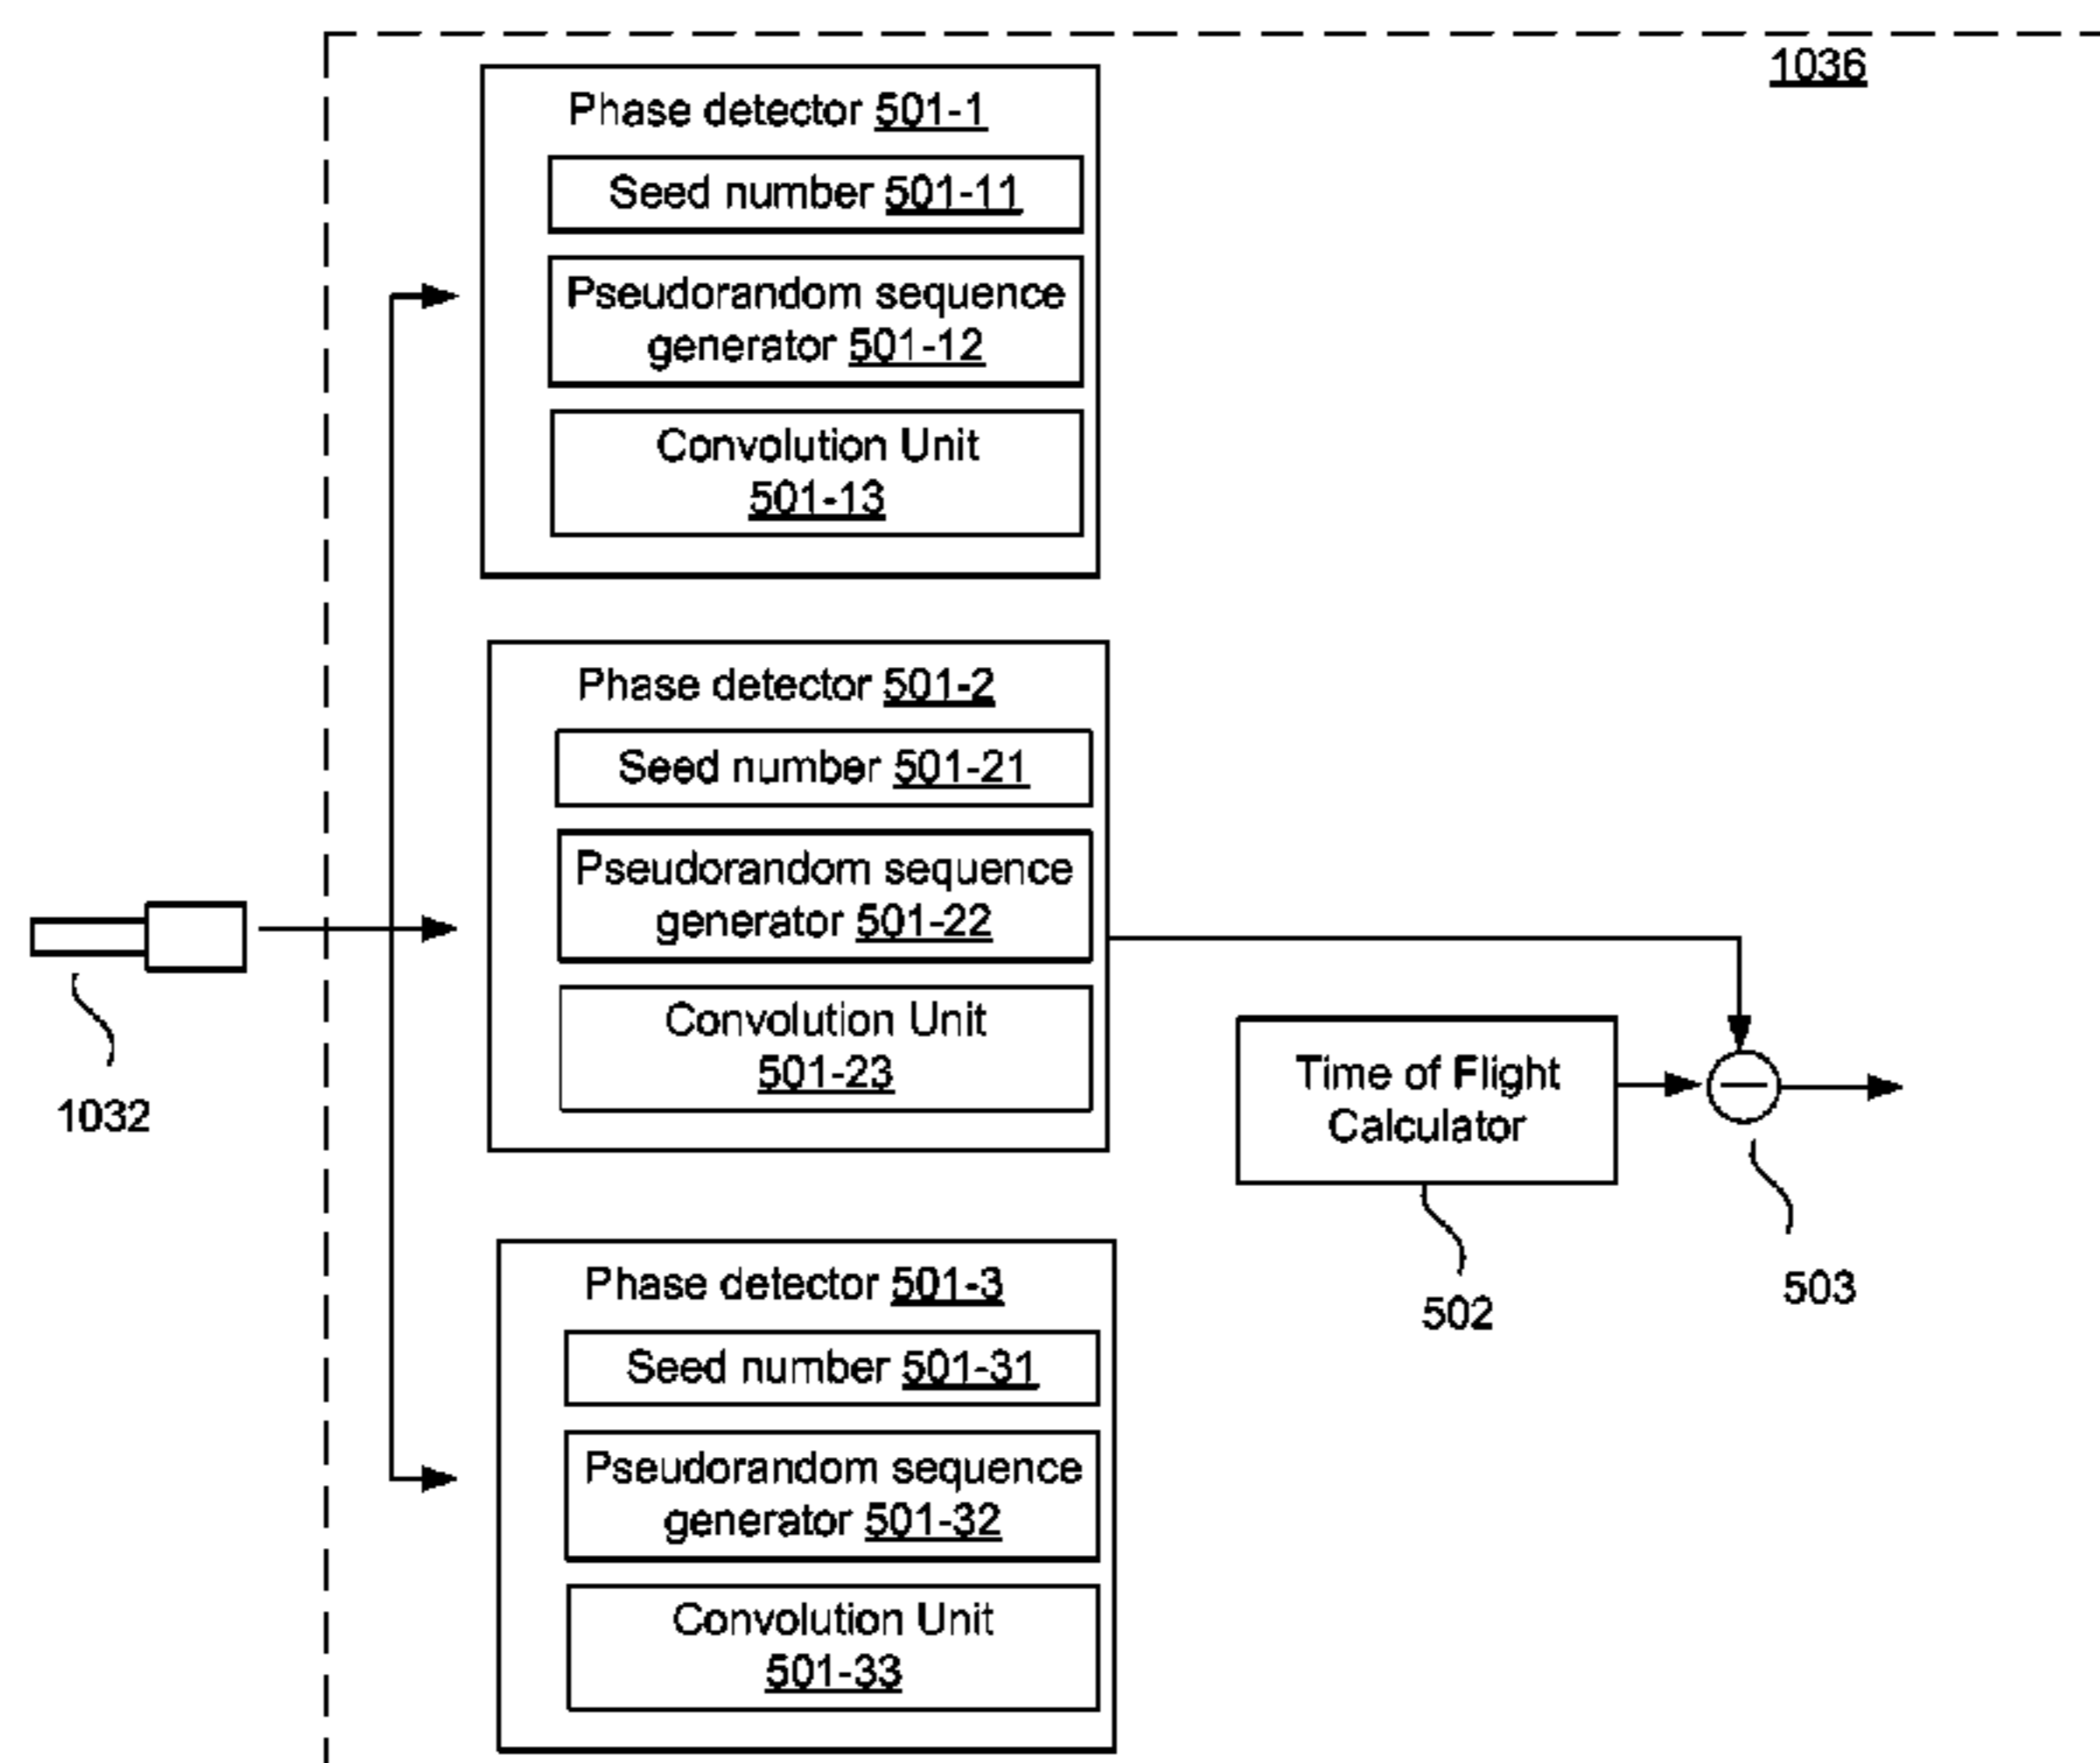 1036
Phase detector 501-1
Seed number 501-11
Pseudorandom sequence
generator 501-12
Convolution Unit
501-13
Phase detector 501-2
Seed number 501-21
Pseudorandom sequence
generator 501-22
Convolution Unit
501-23
1032
Time of Flight
Calculator
502
503
Phase detector 501-3
Seed number 501-31
Pseudorandom sequence
generator 501-32
Convolution Unit
501-33